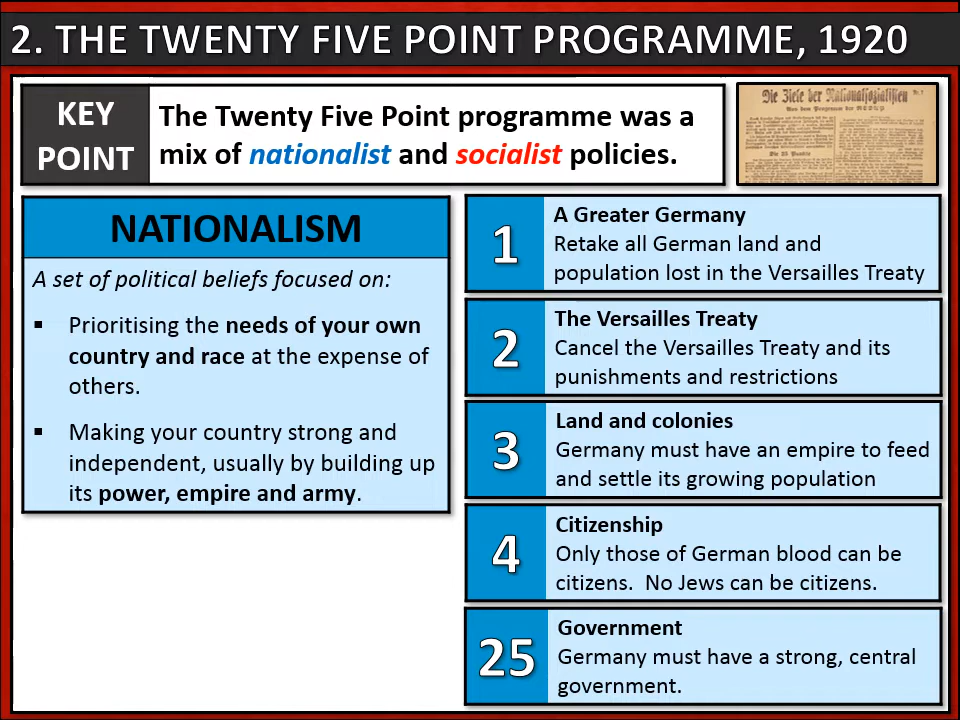 2. THE TWENTY FIVE POINT PROGRAMME, 1920
KEY
POINT
The Twenty Five Point programme was a
mix of nationalist and socialist policies.
Die Ziele der Nationalsozialisten
NATIONALISM
A set of political beliefs focused on:
▪ Prioritising the needs of your own
country and race at the expense of
others.
▪ Making your country strong and
independent, usually by building up
its power, empire and army.
1
A Greater Germany
Retake all German land and
population lost in the Versailles Treaty
2
The Versailles Treaty
Cancel the Versailles Treaty and its
punishments and restrictions
3
Land and colonies
Germany must have an empire to feed
and settle its growing population
4
Citizenship
Only those of German blood can be
citizens. No Jews can be citizens.
25
Government
Germany must have a strong, central
government.